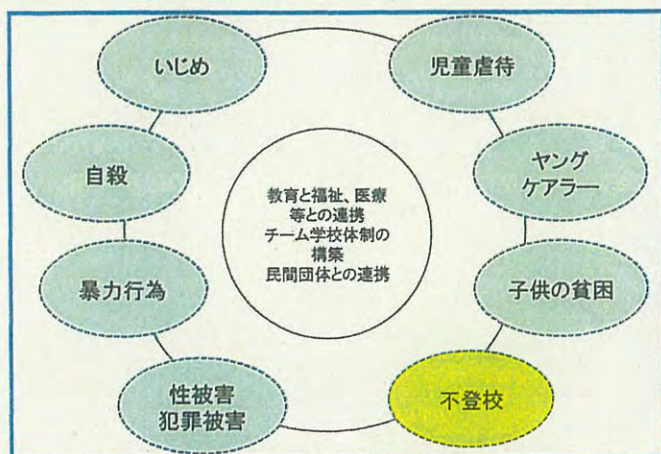 いじめ
児童虐待
自殺
ヤング
ケアラー
教育と福祉、医療
等との連携
チーム学校体制の
構築
民間団体との連携
暴力行為
子供の貧困
性被害
犯罪被害
不登校